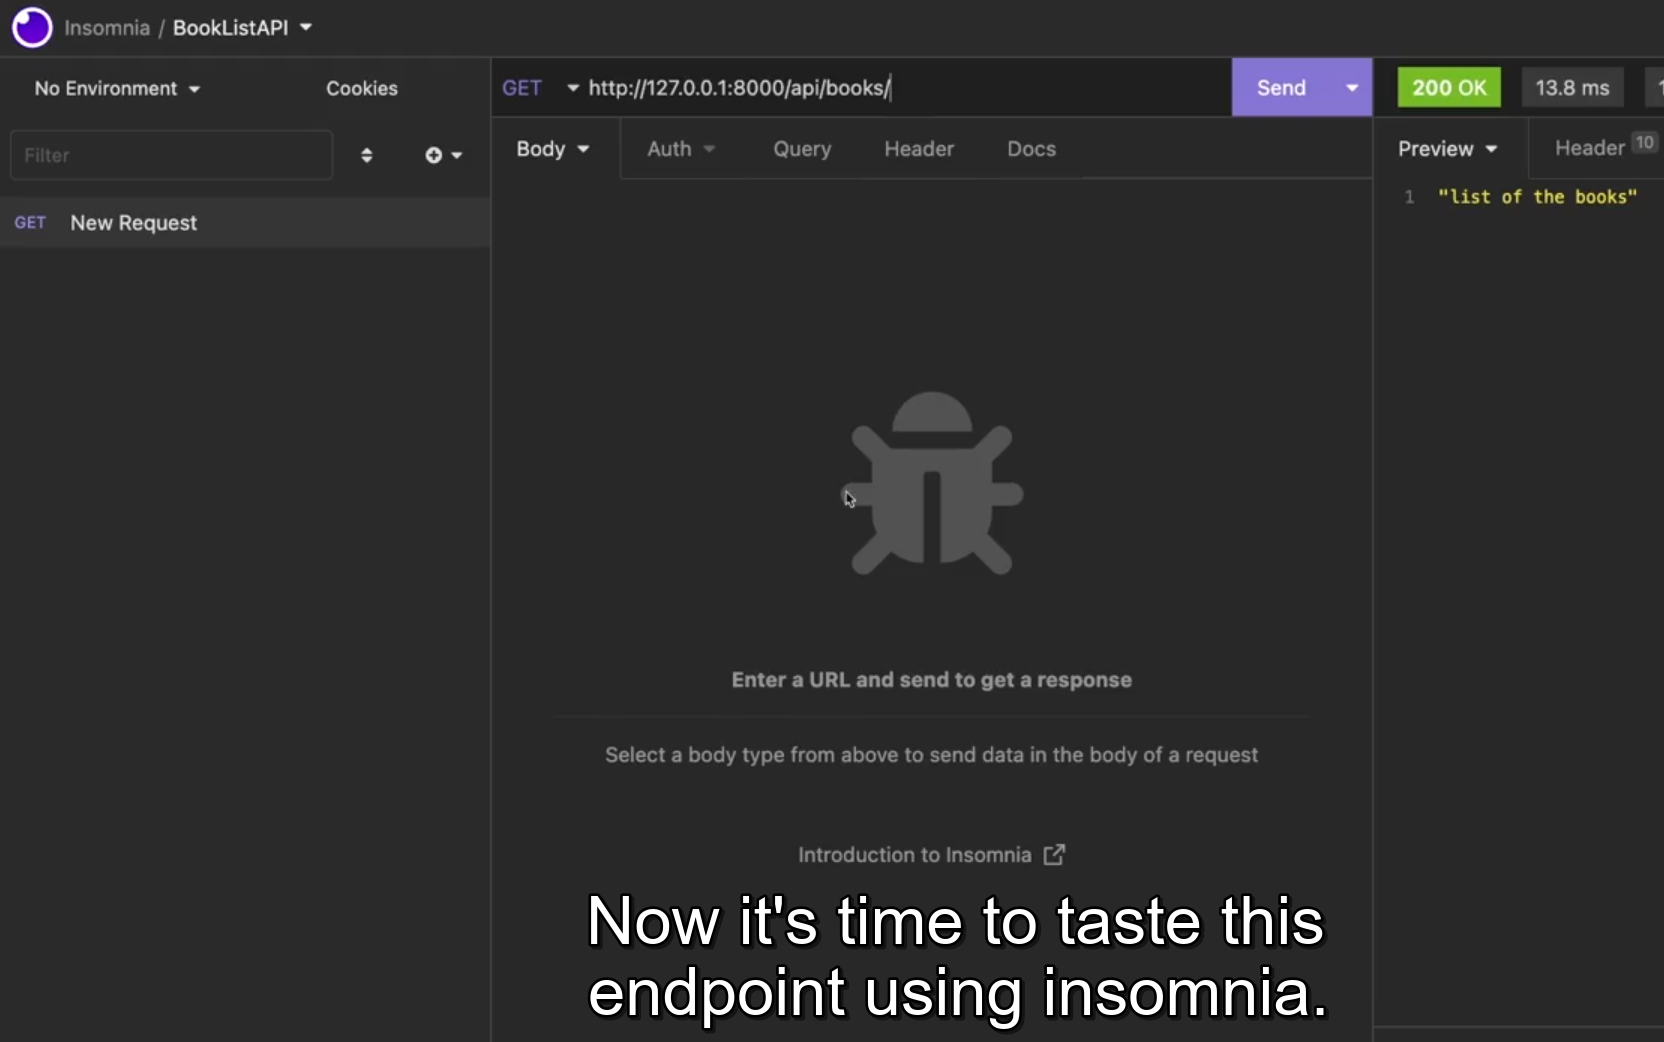 Insomnia / BookListAPI
No Environment
Cookies
GET http://127.0.0.1:8000/api/books/
Send
200 OK
13.8 ms
Filter
Body
Auth
Query
Header
Docs
Preview
Header 10
GET New Request
1 "list of the books"
Enter a URL and send to get a response
Select a body type from above to send data in the body of a request
Introduction to Insomnia
Now it's time to taste this
endpoint using insomnia.